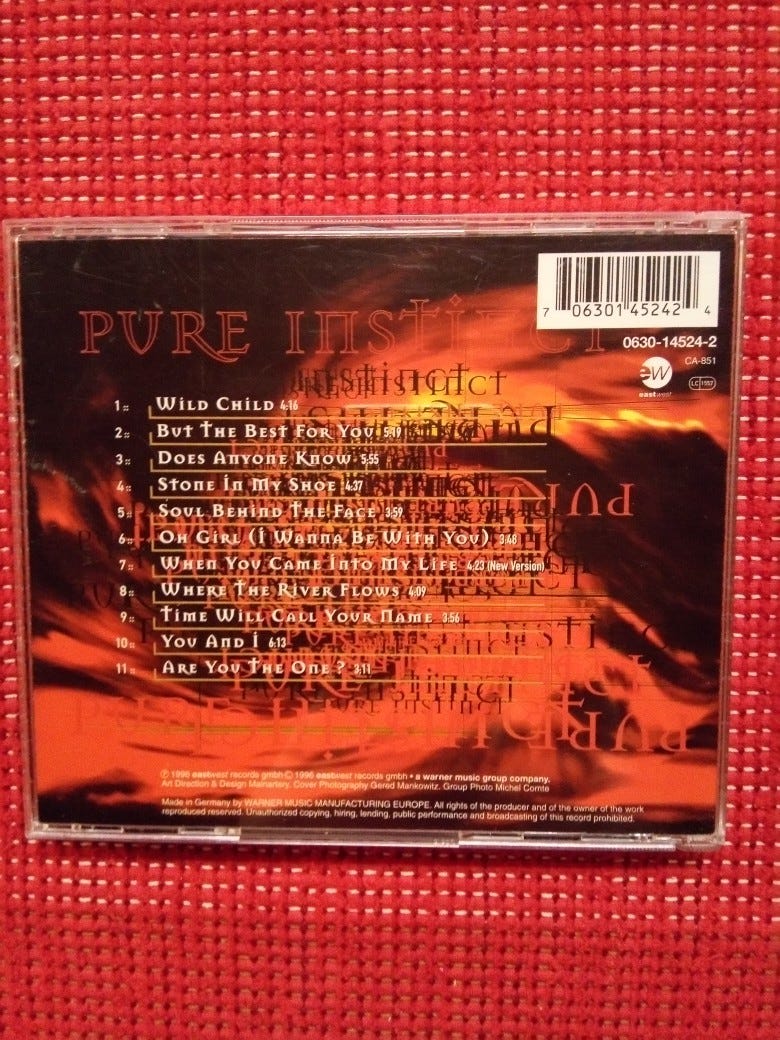 7 06301 45242 4
PURE INSTINCT
0630-14524-2
CA-851
ew
eastwest
LC 1557
instinct
1:: WILD CHILD 4:16
2:: BUT THE BEST FOR YOU 5:19
3:: DOES ANYONE KNOW 5:55
4:: STONE IN MY SHOE 4:37
5:: SOUL BEHIND THE FACE 3:59
6:: OH GIRL (I WANNA BE WITH YOU) 3:48
7:: WHEN YOU CAME INTO MY LIFE 4:23 (New Version)
8:: WHERE THE RIVER FLOWS 4:09
9:: TIME WILL CALL YOUR NAME 3:56
10:: YOU AND I 6:13
11:: ARE YOU THE ONE? 3:11
PURE INSTINCT
℗ 1996 eastwest records gmbh © 1996 eastwest records gmbh • a warner music group company.
Art Direction & Design Mainartery. Cover Photography Gered Mankowitz. Group Photo Michel Comte
Made in Germany by WARNER MUSIC MANUFACTURING EUROPE. All rights of the producer and of the owner of the work
reproduced reserved. Unauthorized copying, hiring, lending, public performance and broadcasting of this record prohibited.